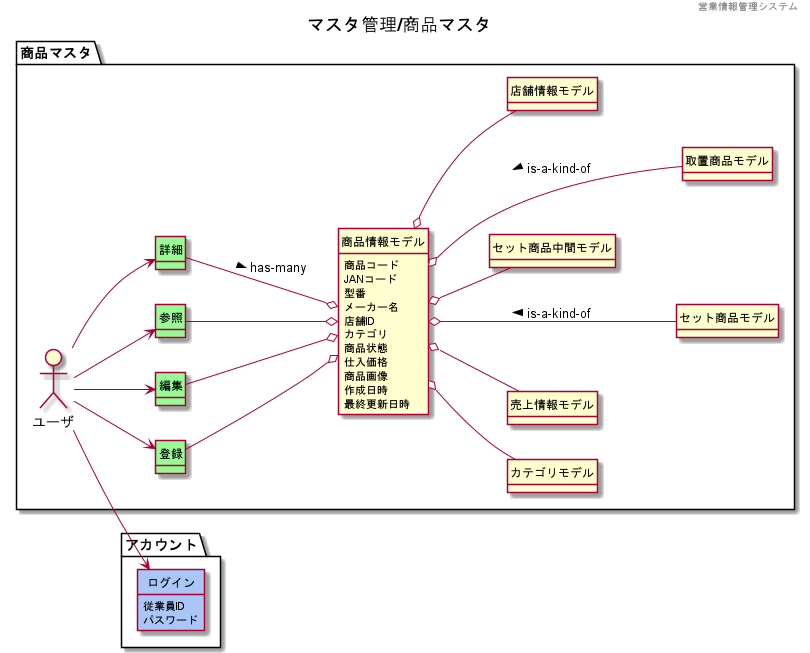 営業情報管理システム
マスタ管理/商品マスタ
商品マスタ
店舗情報モデル
is-a-kind-of
取置商品モデル
詳細
has-many
商品情報モデル
商品コード
JANコード
型番
メーカー名
店舗ID
カテゴリ
商品状態
仕入価格
商品画像
作成日時
最終更新日時
セット商品中間モデル
参照
is-a-kind-of
セット商品モデル
編集
売上情報モデル
ユーザ
登録
カテゴリモデル
アカウント
ログイン
従業員ID
パスワード